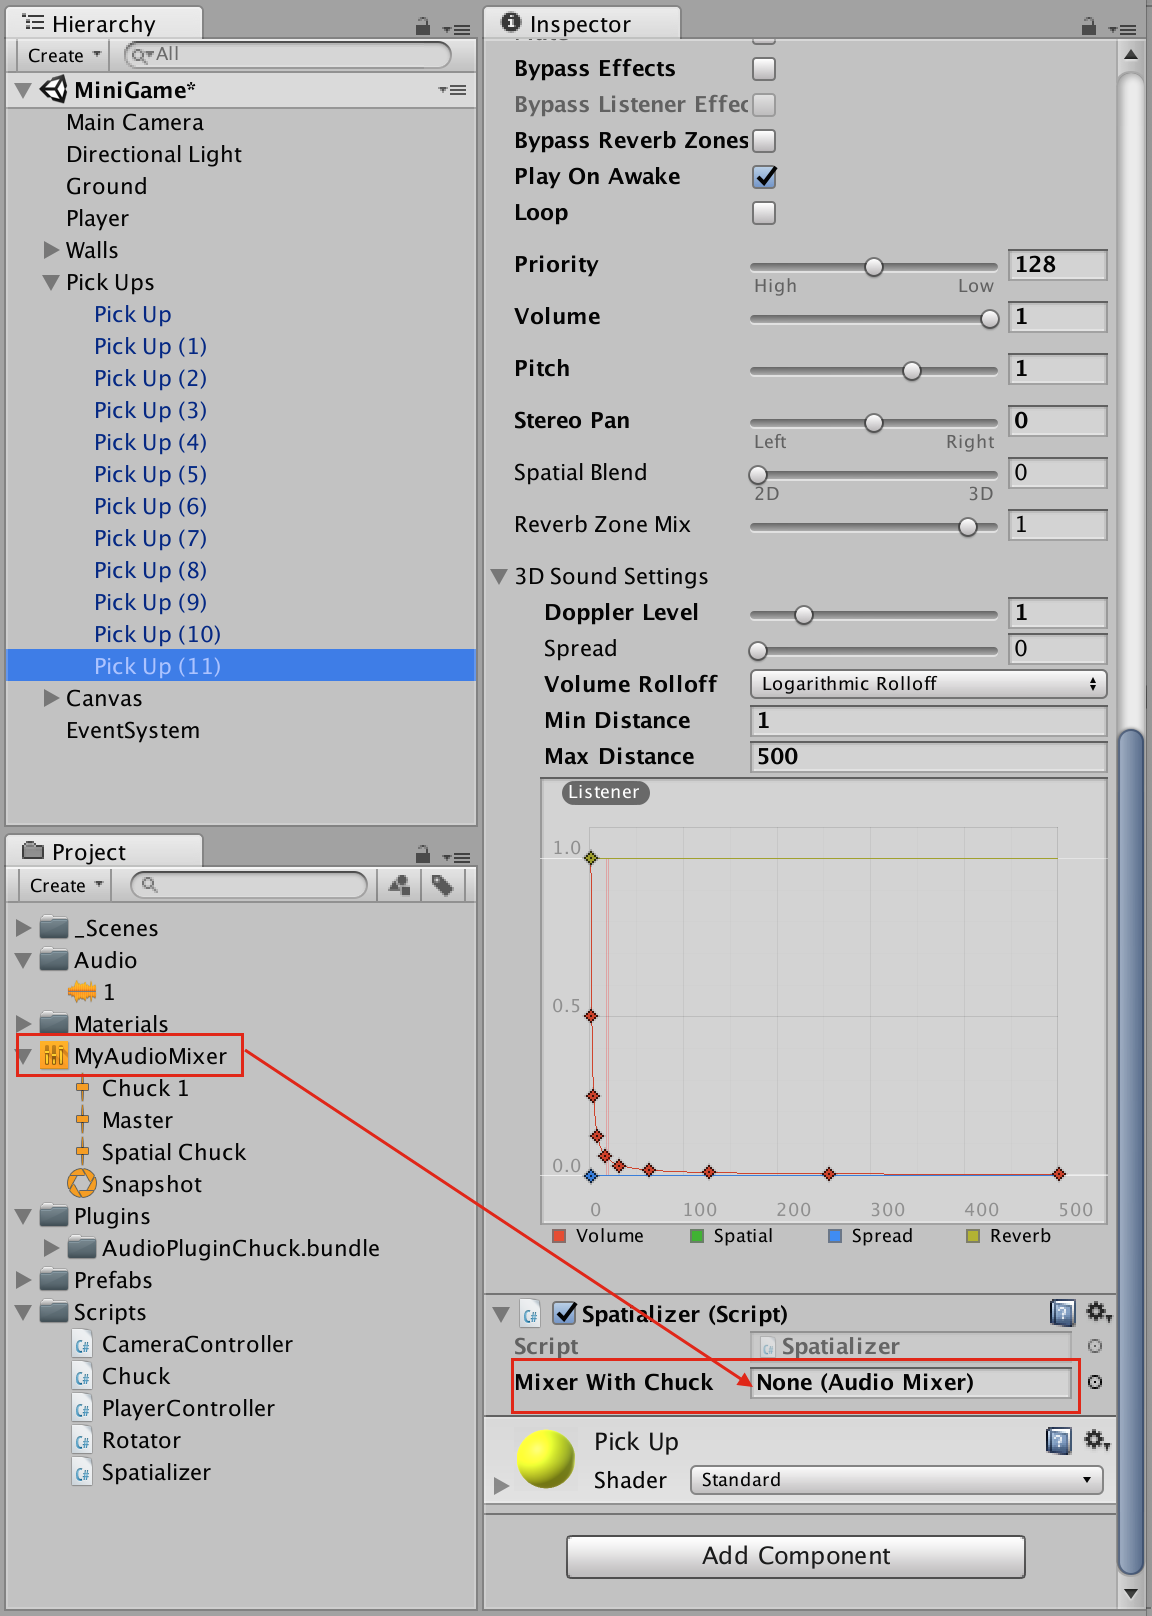 Hierarchy
Create
All
MiniGame*
Main Camera
Directional Light
Ground
Player
Walls
Pick Ups
Pick Up
Pick Up (1)
Pick Up (2)
Pick Up (3)
Pick Up (4)
Pick Up (5)
Pick Up (6)
Pick Up (7)
Pick Up (8)
Pick Up (9)
Pick Up (10)
Pick Up (11)
Canvas
EventSystem
Project
Create
_Scenes
Audio
1
Materials
MyAudioMixer
Chuck 1
Master
Spatial Chuck
Snapshot
Plugins
AudioPluginChuck.bundle
Prefabs
Scripts
C# CameraController
C# Chuck
C# PlayerController
C# Rotator
C# Spatializer
Inspector
Bypass Effects
Bypass Listener Effec
Bypass Reverb Zones
Play On Awake
Loop
Priority 128
High Low
Volume 1
Pitch 1
Stereo Pan 0
Left Right
Spatial Blend 0
2D 3D
Reverb Zone Mix 1
3D Sound Settings
Doppler Level 1
Spread 0
Volume Rolloff Logarithmic Rolloff
Min Distance 1
Max Distance 500
Listener
1.0
0.5
0.0
0 100 200 300 400 500
Volume Spatial Spread Reverb
C# Spatializer (Script) ?
Script C# Spatializer
Mixer With Chuck None (Audio Mixer)
Pick Up ?
Shader Standard
Add Component